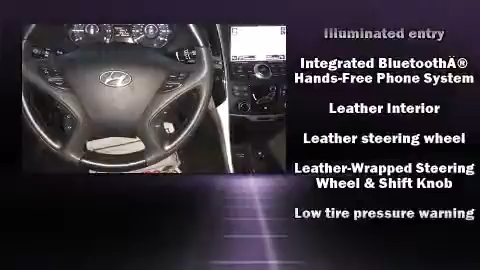 Illuminated entry
Integrated BluetoothÄ®
Hands-Free Phone System
Leather Interior
Leather steering wheel
Leather-Wrapped Steering
Wheel & Shift Knob
Low tire pressure warning